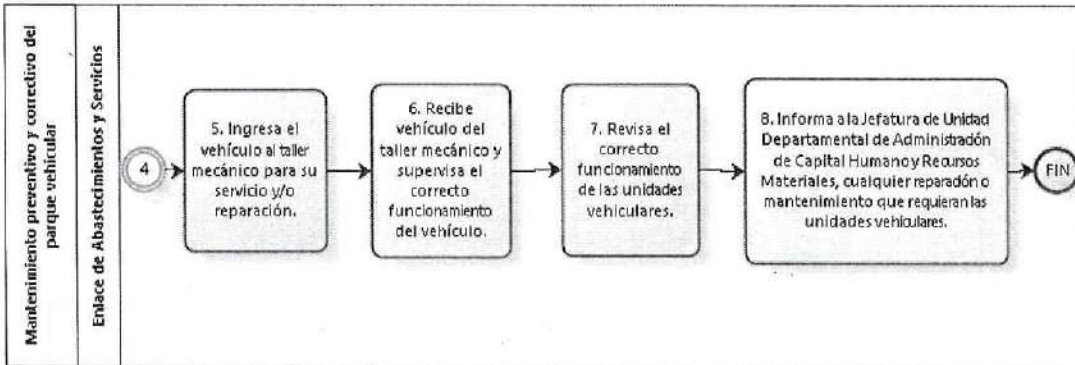 Mantenimiento preventivo y correctivo del
parque vehicular
Enlace de Abastecimientos y Servicios
4
5. Ingresa el
vehículo al taller
mecánico para su
servicio y/o
reparación.
6. Recibe
vehículo del
taller mecánico y
supervisa el
correcto
funcionamiento
del vehículo.
7. Revisa el
correcto
funcionamiento
de las unidades
vehiculares.
8. Informa a la Jefatura de Unidad
Departamental de Administración
de Capital Humano y Recursos
Materiales, cualquier reparación o
mantenimiento que requieran las
unidades vehiculares.
FIN